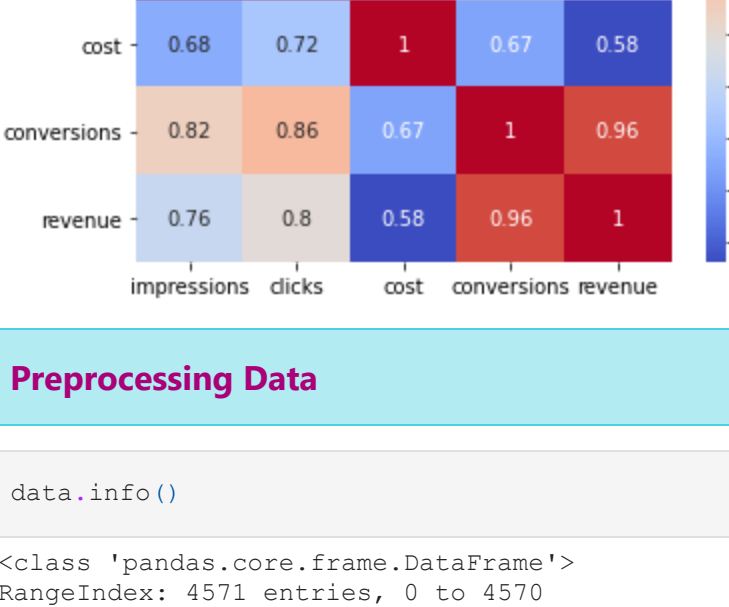 cost 0.68 0.72 1 0.67 0.58
conversions 0.82 0.86 0.67 1 0.96
revenue 0.76 0.8 0.58 0.96 1
impressions clicks cost conversions revenue
Preprocessing Data
data.info()
<class 'pandas.core.frame.DataFrame'>
RangeIndex: 4571 entries, 0 to 4570